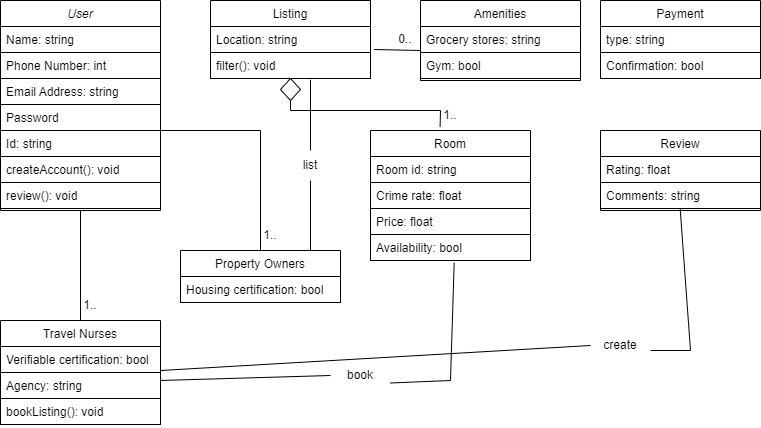 User
Name: string
Phone Number: int
Email Address: string
Password
Id: string
createAccount(): void
review(): void
Listing
Location: string
filter(): void
0..
Amenities
Grocery stores: string
Gym: bool
Payment
type: string
Confirmation: bool
1..
Room
Room id: string
Crime rate: float
Price: float
Availability: bool
Review
Rating: float
Comments: string
list
1..
Property Owners
Housing certification: bool
1..
Travel Nurses
Verifiable certification: bool
Agency: string
bookListing(): void
create
book